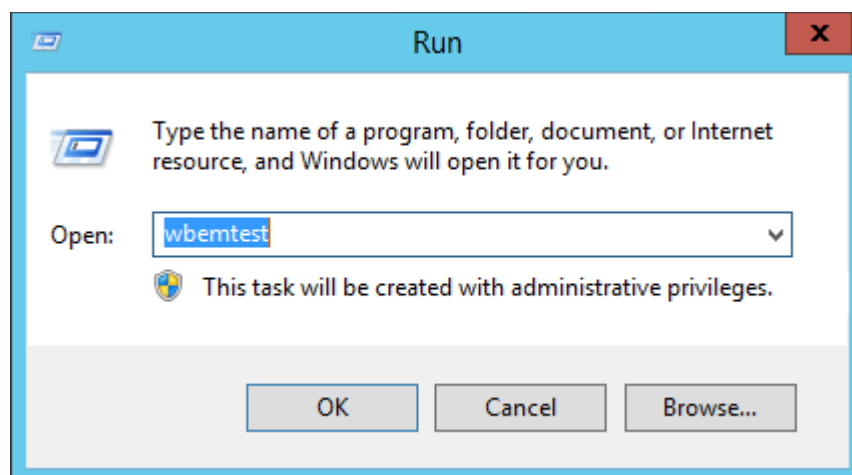 Run
x
Type the name of a program, folder, document, or Internet
resource, and Windows will open it for you.
Open: wbemtest
This task will be created with administrative privileges.
OK Cancel Browse...